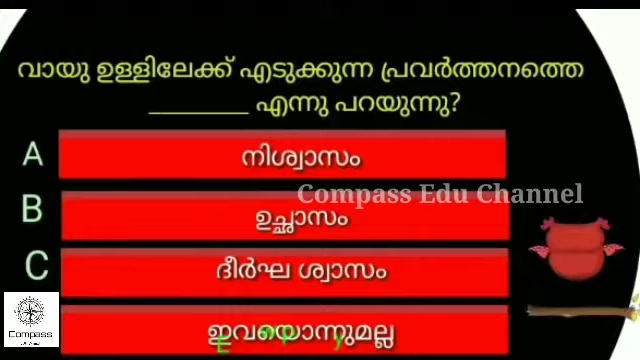 വായു ഉള്ളിലേക്ക് എടുക്കുന്ന പ്രവർത്തനത്തെ
________ എന്നു പറയുന്നു?
A നിശ്വാസം
Compass Edu Channel
B ഉച്ഛാസം
C ദീർഘ ശ്വാസം
ഇവയൊന്നുമല്ല
Compass